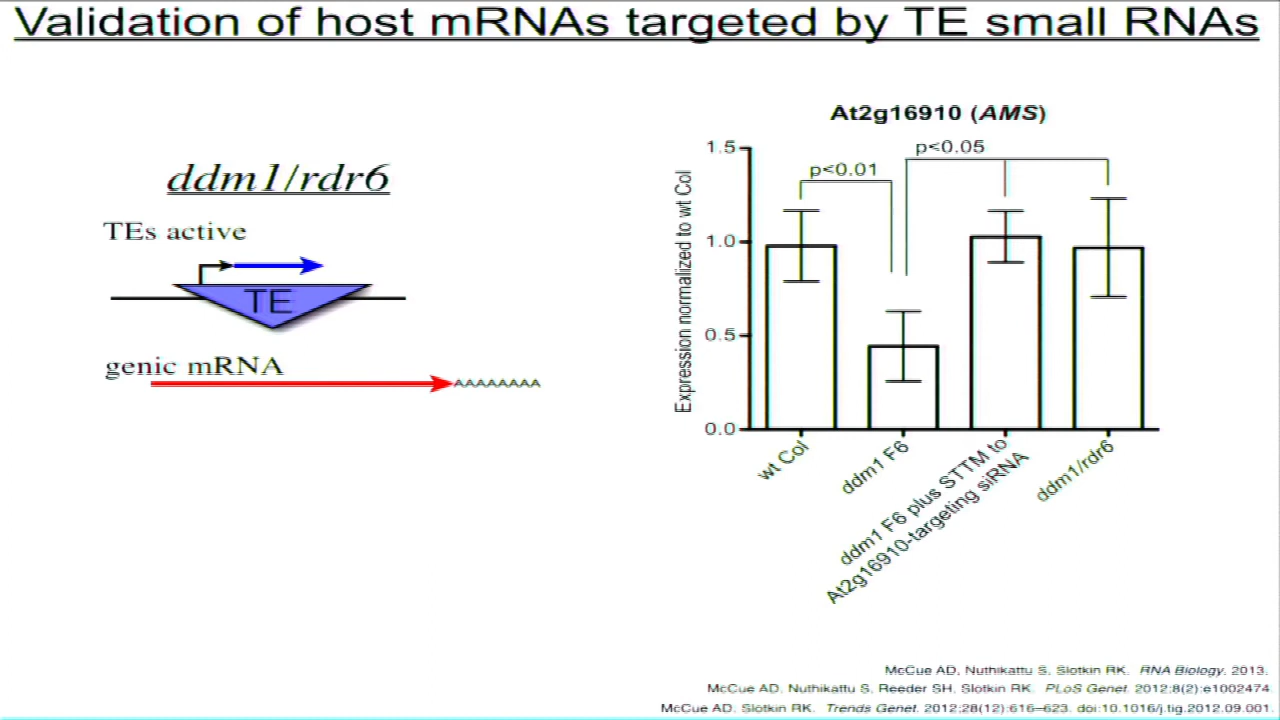 Validation of host mRNAs targeted by TE small RNAs
ddm1/rdr6
TEs active
TE
genic mRNA
AAAAAAAA
At2g16910 (AMS)
Expression normalized to wt Col
1.5
1.0
0.5
0.0
p<0.01
p<0.05
wt Col
ddm1 F6
ddm1 F6 plus STTM to
At2g16910-targeting siRNA
ddm1/rdr6
McCue AD, Nuthikattu S, Slotkin RK. RNA Biology. 2013.
McCue AD, Nuthikattu S, Reeder SH, Slotkin RK. PLoS Genet. 2012;8(2):e1002474.
McCue AD, Slotkin RK. Trends Genet. 2012;28(12):616–623. doi:10.1016/j.tig.2012.09.001.